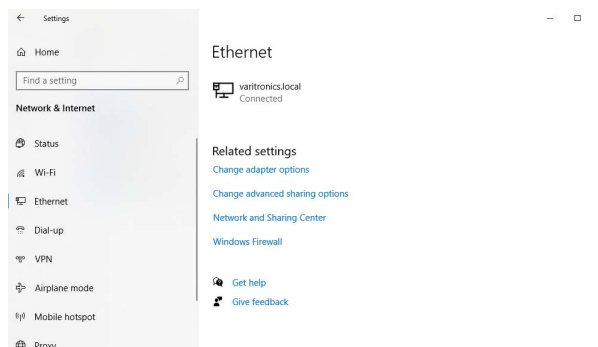 Settings
Home
Find a setting
Network & Internet
Status
Wi-Fi
Ethernet
Dial-up
VPN
Airplane mode
Mobile hotspot
Proxy
Ethernet
varitronics.local
Connected
Related settings
Change adapter options
Change advanced sharing options
Network and Sharing Center
Windows Firewall
Get help
Give feedback